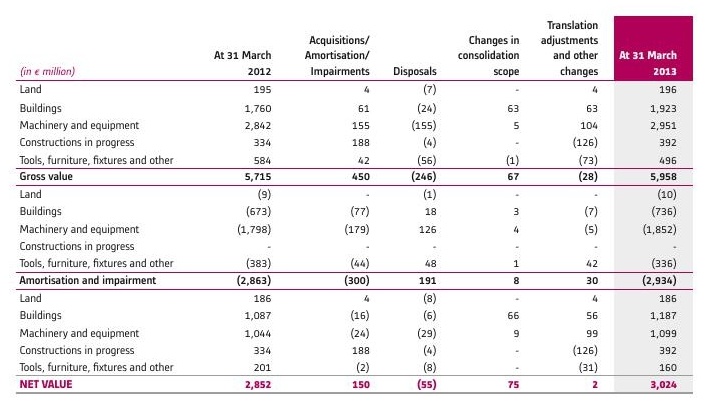 (in € million) At 31 March 2012 Acquisitions/ Amortisation/ Impairments Disposals Changes in consolidation scope Translation adjustments and other changes At 31 March 2013
Land 195 4 (7) - 4 196
Buildings 1,760 61 (24) 63 63 1,923
Machinery and equipment 2,842 155 (155) 5 104 2,951
Constructions in progress 334 188 (4) - (126) 392
Tools, furniture, fixtures and other 584 42 (56) (1) (73) 496
Gross value 5,715 450 (246) 67 (28) 5,958
Land (9) - (1) - - (10)
Buildings (673) (77) 18 3 (7) (736)
Machinery and equipment (1,798) (179) 126 4 (5) (1,852)
Constructions in progress - - - - - -
Tools, furniture, fixtures and other (383) (44) 48 1 42 (336)
Amortisation and impairment (2,863) (300) 191 8 30 (2,934)
Land 186 4 (8) - 4 186
Buildings 1,087 (16) (6) 66 56 1,187
Machinery and equipment 1,044 (24) (29) 9 99 1,099
Constructions in progress 334 188 (4) - (126) 392
Tools, furniture, fixtures and other 201 (2) (8) - (31) 160
NET VALUE 2,852 150 (55) 75 2 3,024